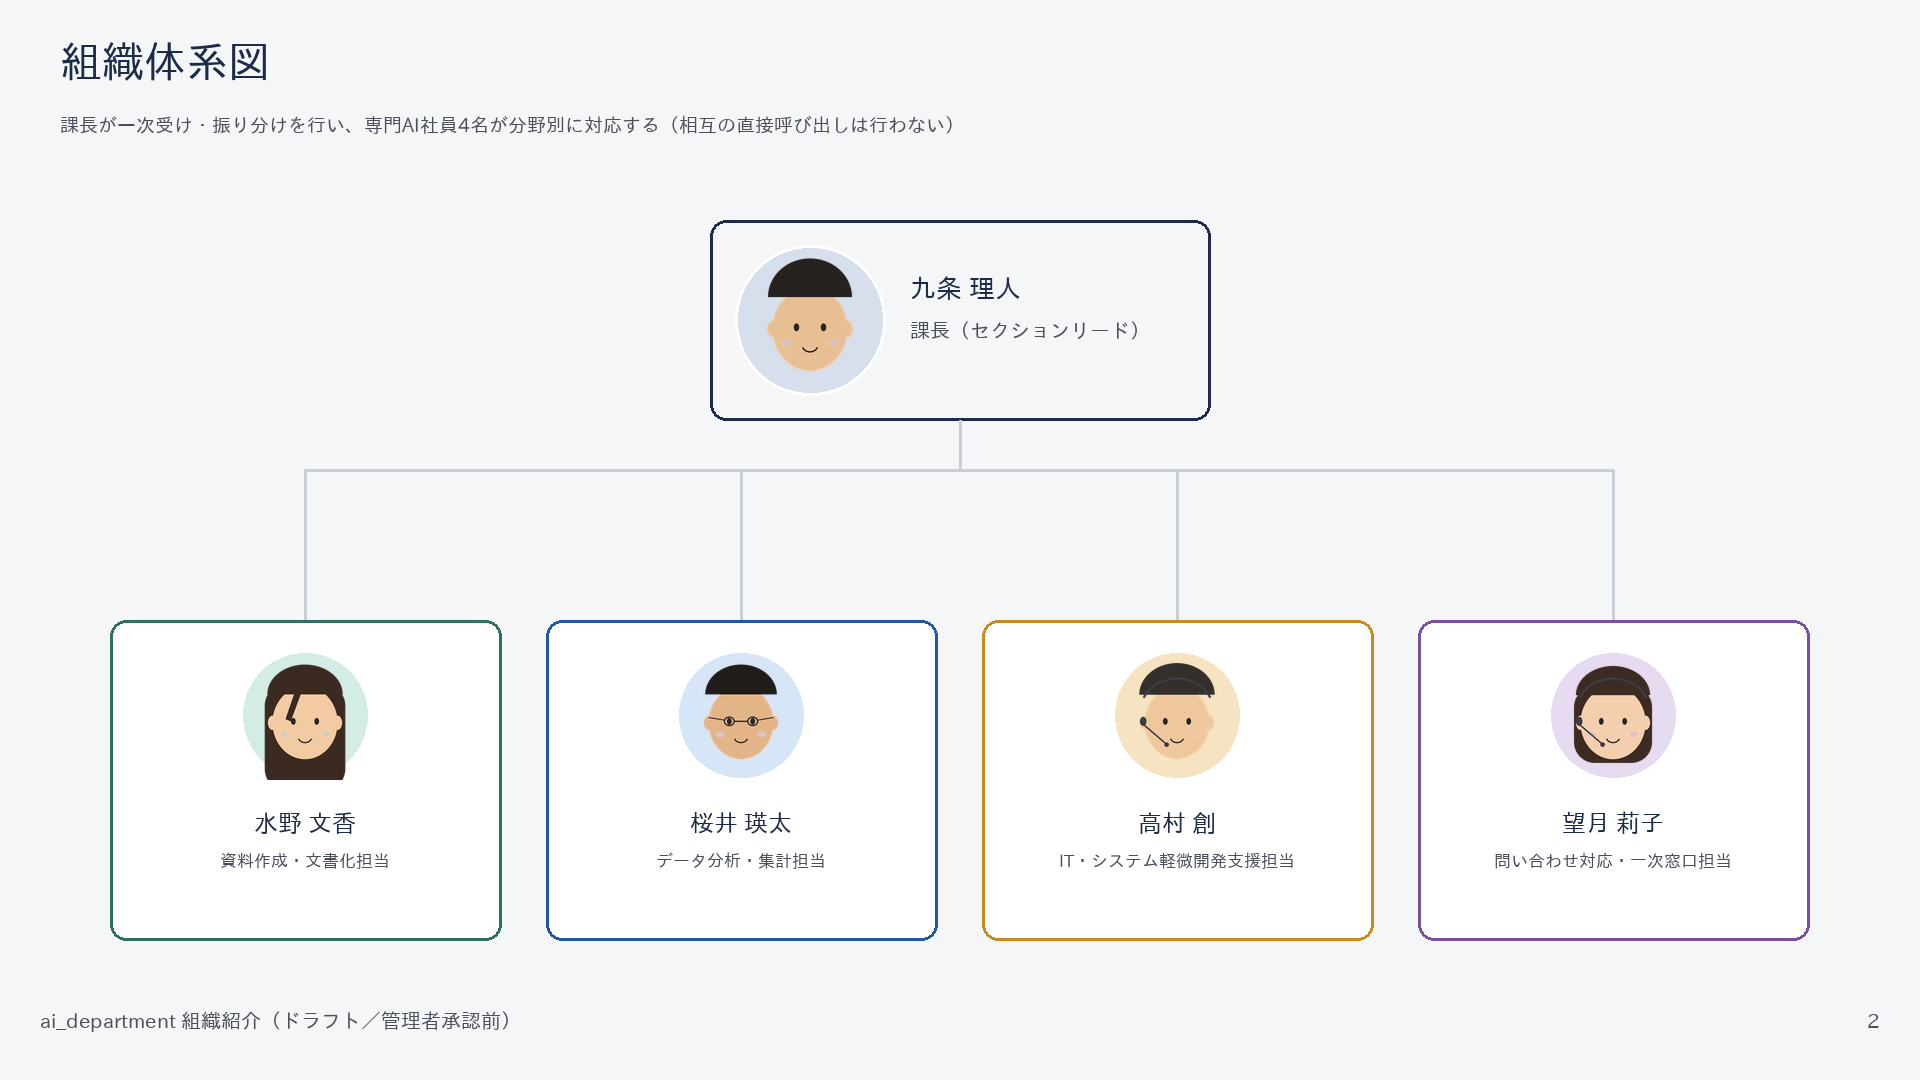 組織体系図
課長が一次受け・振り分けを行い、専門AI社員4名が分野別に対応する（相互の直接呼び出しは行わない）
九条 理人
課長（セクションリード）
水野 文香
資料作成・文書化担当
桜井 瑛太
データ分析・集計担当
高村 創
IT・システム軽微開発支援担当
望月 莉子
問い合わせ対応・一次窓口担当
ai_department 組織紹介（ドラフト／管理者承認前）
2